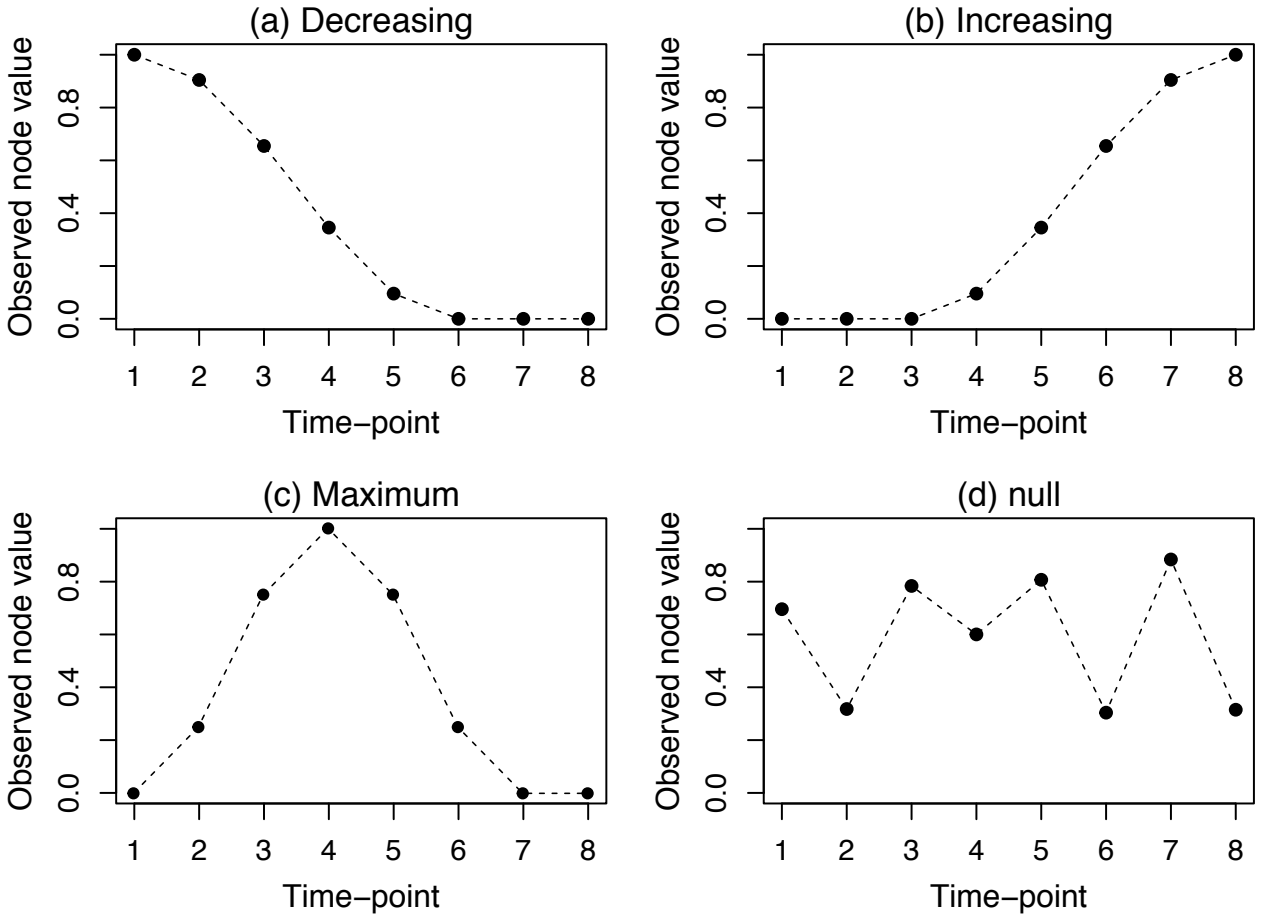 (a) Decreasing
Observed node value
0.0 0.4 0.8
1 2 3 4 5 6 7 8
Time−point
(b) Increasing
Observed node value
0.0 0.4 0.8
1 2 3 4 5 6 7 8
Time−point
(c) Maximum
Observed node value
0.0 0.4 0.8
1 2 3 4 5 6 7 8
Time−point
(d) null
Observed node value
0.0 0.4 0.8
1 2 3 4 5 6 7 8
Time−point